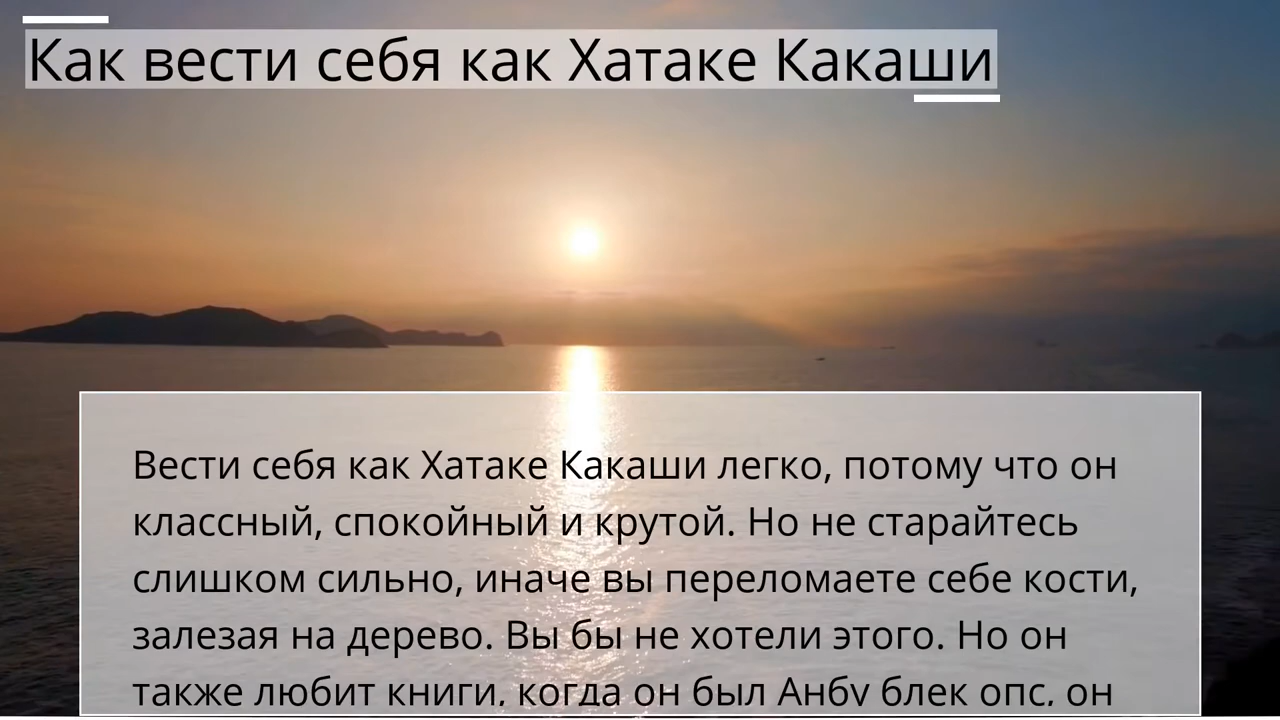 Как вести себя как Хатаке Какаши
Вести себя как Хатаке Какаши легко, потому что он
классный, спокойный и крутой. Но не старайтесь
слишком сильно, иначе вы переломаете себе кости,
залезая на дерево. Вы бы не хотели этого. Но он
также любит книги, когда он был Анбу блек опс, он